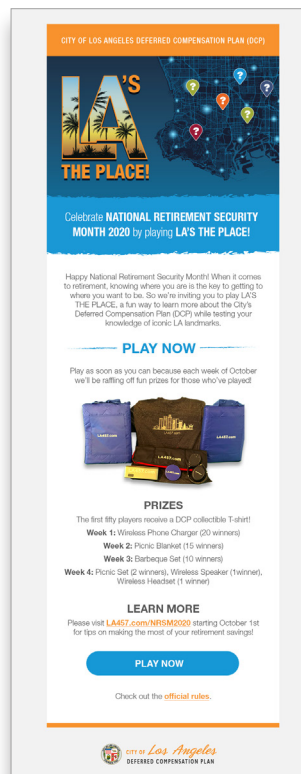 CITY OF LOS ANGELES DEFERRED COMPENSATION PLAN (DCP)
LA'S
THE PLACE!
? ? ? ? ? ?
Celebrate NATIONAL RETIREMENT SECURITY
MONTH 2020 by playing LA'S THE PLACE!
Happy National Retirement Security Month! When it comes
to retirement, knowing where you are is the key to getting to
where you want to be. So we're inviting you to play LA'S
THE PLACE, a fun way to learn more about the City's
Deferred Compensation Plan (DCP) while testing your
knowledge of iconic LA landmarks.
PLAY NOW
Play as soon as you can because each week of October
we'll be raffling off fun prizes for those who've played!
LA457.com
LA457.com
LA457.com
PRIZES
The first fifty players receive a DCP collectible T-shirt!
Week 1: Wireless Phone Charger (20 winners)
Week 2: Picnic Blanket (15 winners)
Week 3: Barbeque Set (10 winners)
Week 4: Picnic Set (2 winners), Wireless Speaker (1winner),
Wireless Headset (1 winner)
LEARN MORE
Please visit LA457.com/NRSM2020 starting October 1st
for tips on making the most of your retirement savings!
PLAY NOW
Check out the official rules.
CITY OF Los Angeles
DEFERRED COMPENSATION PLAN